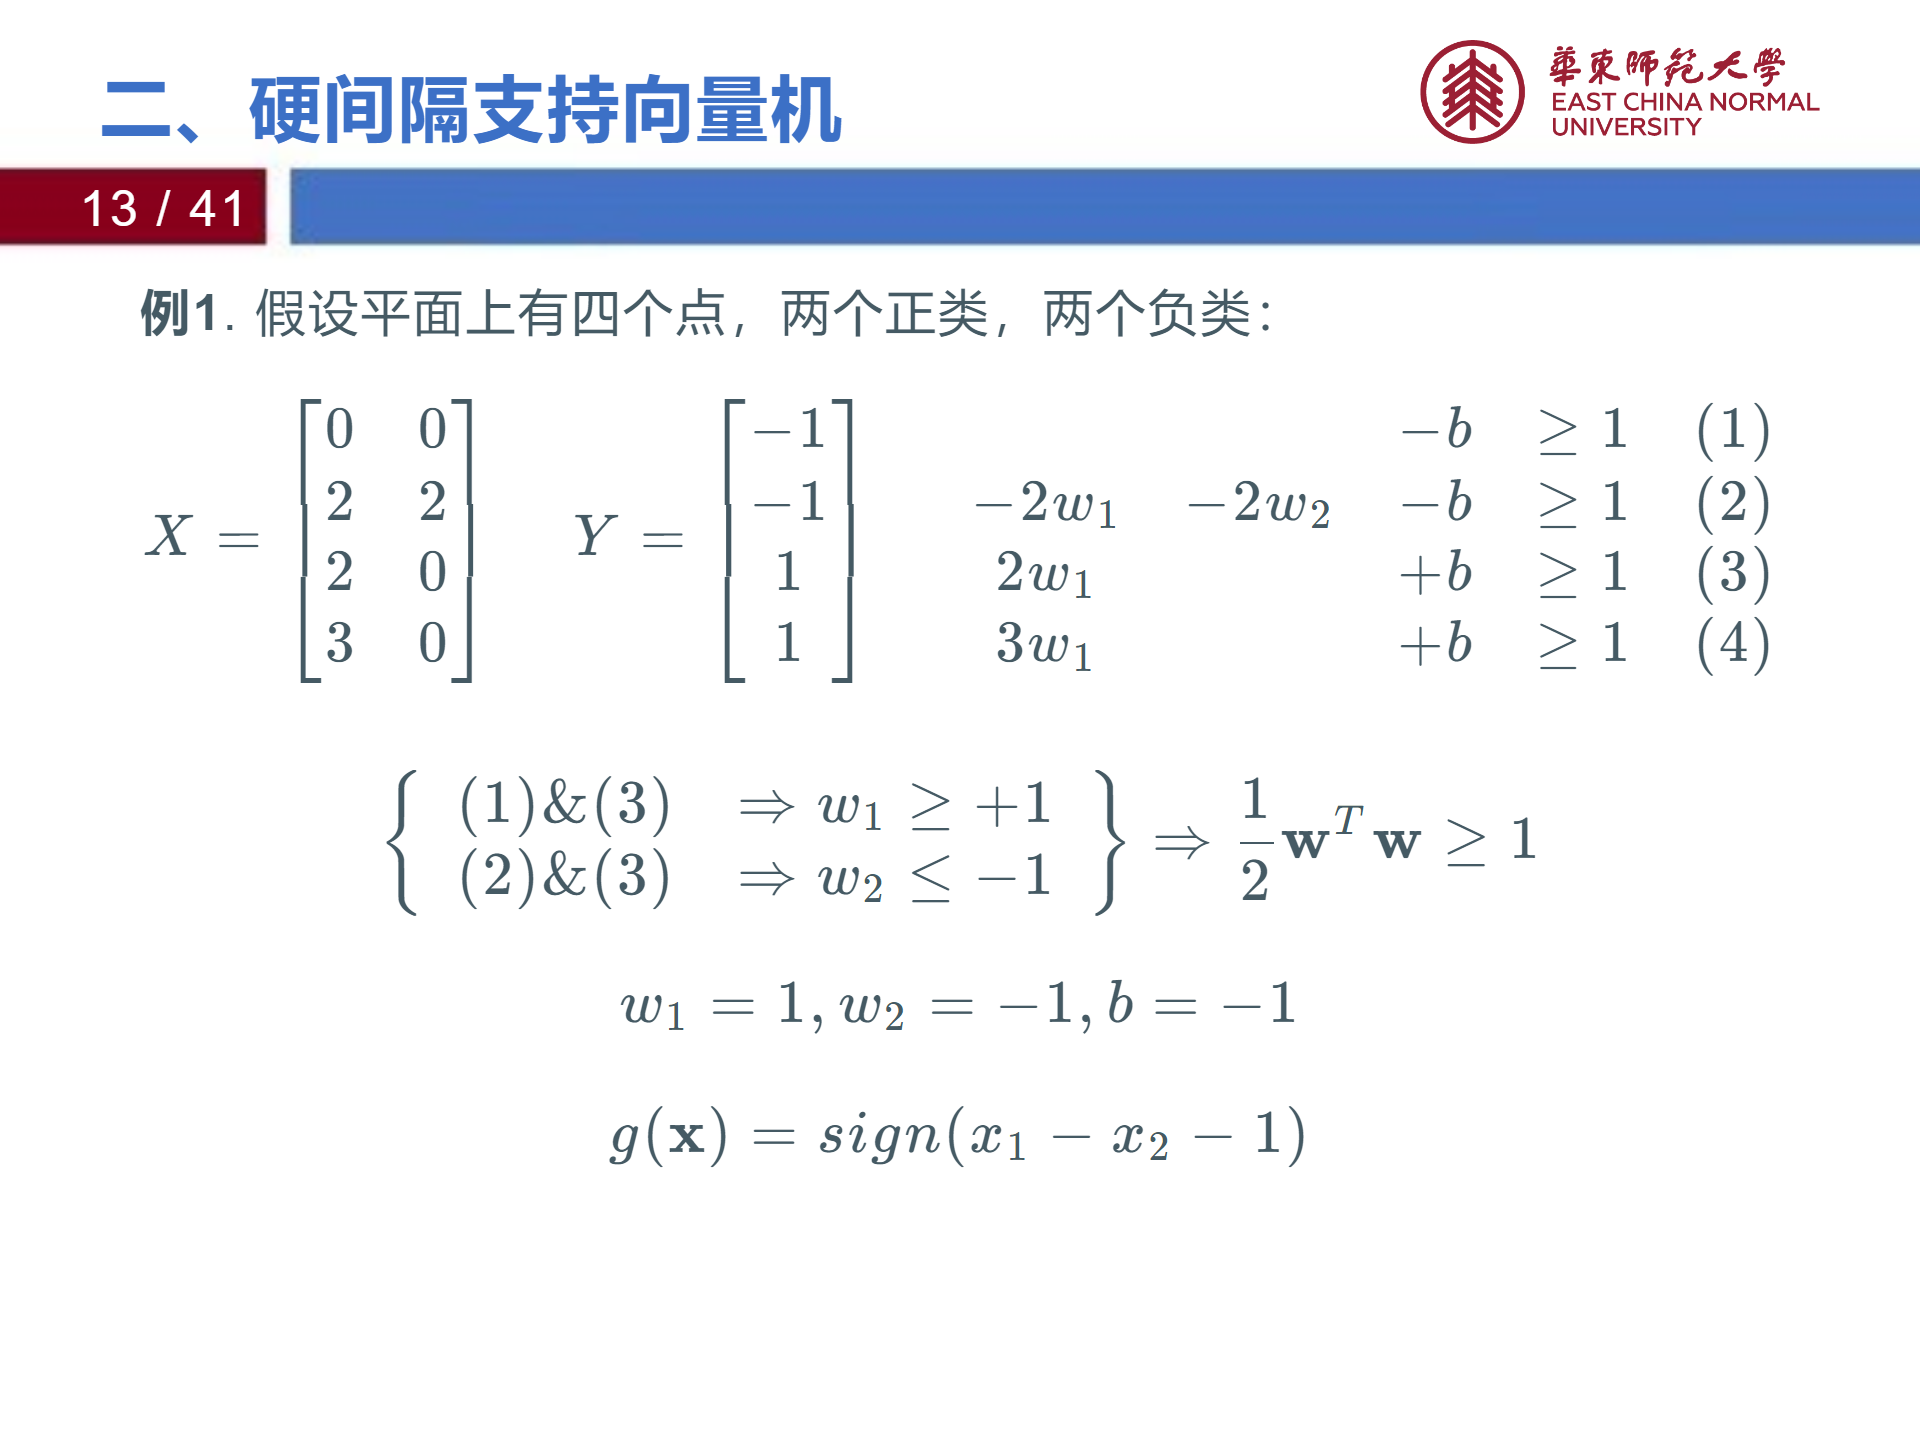 二、硬间隔支持向量机
華東師範大學
EAST CHINA NORMAL
UNIVERSITY
13 / 41
例1. 假设平面上有四个点，两个正类，两个负类：
X = [0 0; 2 2; 2 0; 3 0] Y = [−1; −1; 1; 1]
−b ≥ 1 (1)
−2w₁ −2w₂ −b ≥ 1 (2)
2w₁ +b ≥ 1 (3)
3w₁ +b ≥ 1 (4)
{ (1)&(3) ⇒ w₁ ≥ +1
(2)&(3) ⇒ w₂ ≤ −1 } ⇒ 1/2 wᵀw ≥ 1
w₁ = 1, w₂ = −1, b = −1
g(x) = sign(x₁ − x₂ − 1)